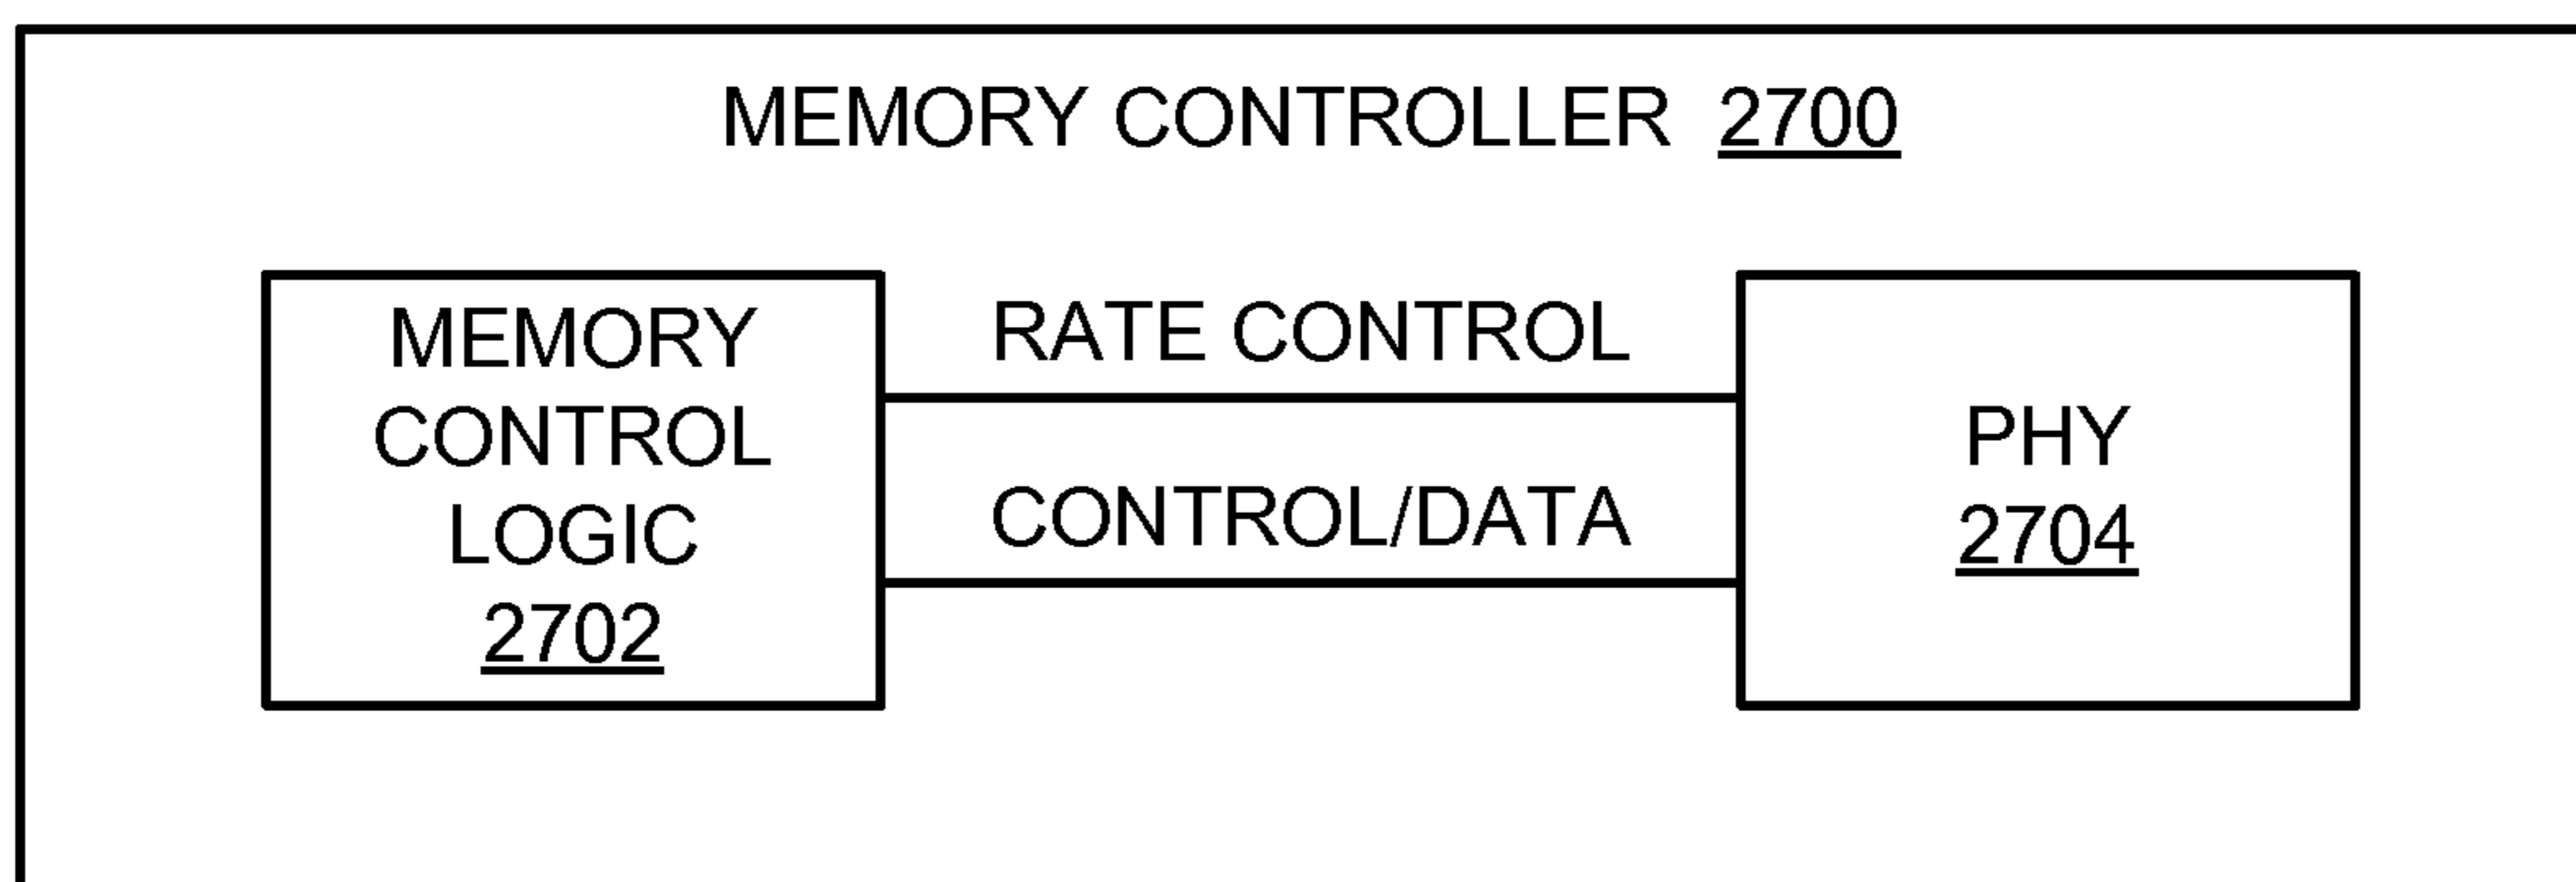 MEMORY CONTROLLER 2700
MEMORY
CONTROL
LOGIC
2702
RATE CONTROL
CONTROL/DATA
PHY
2704